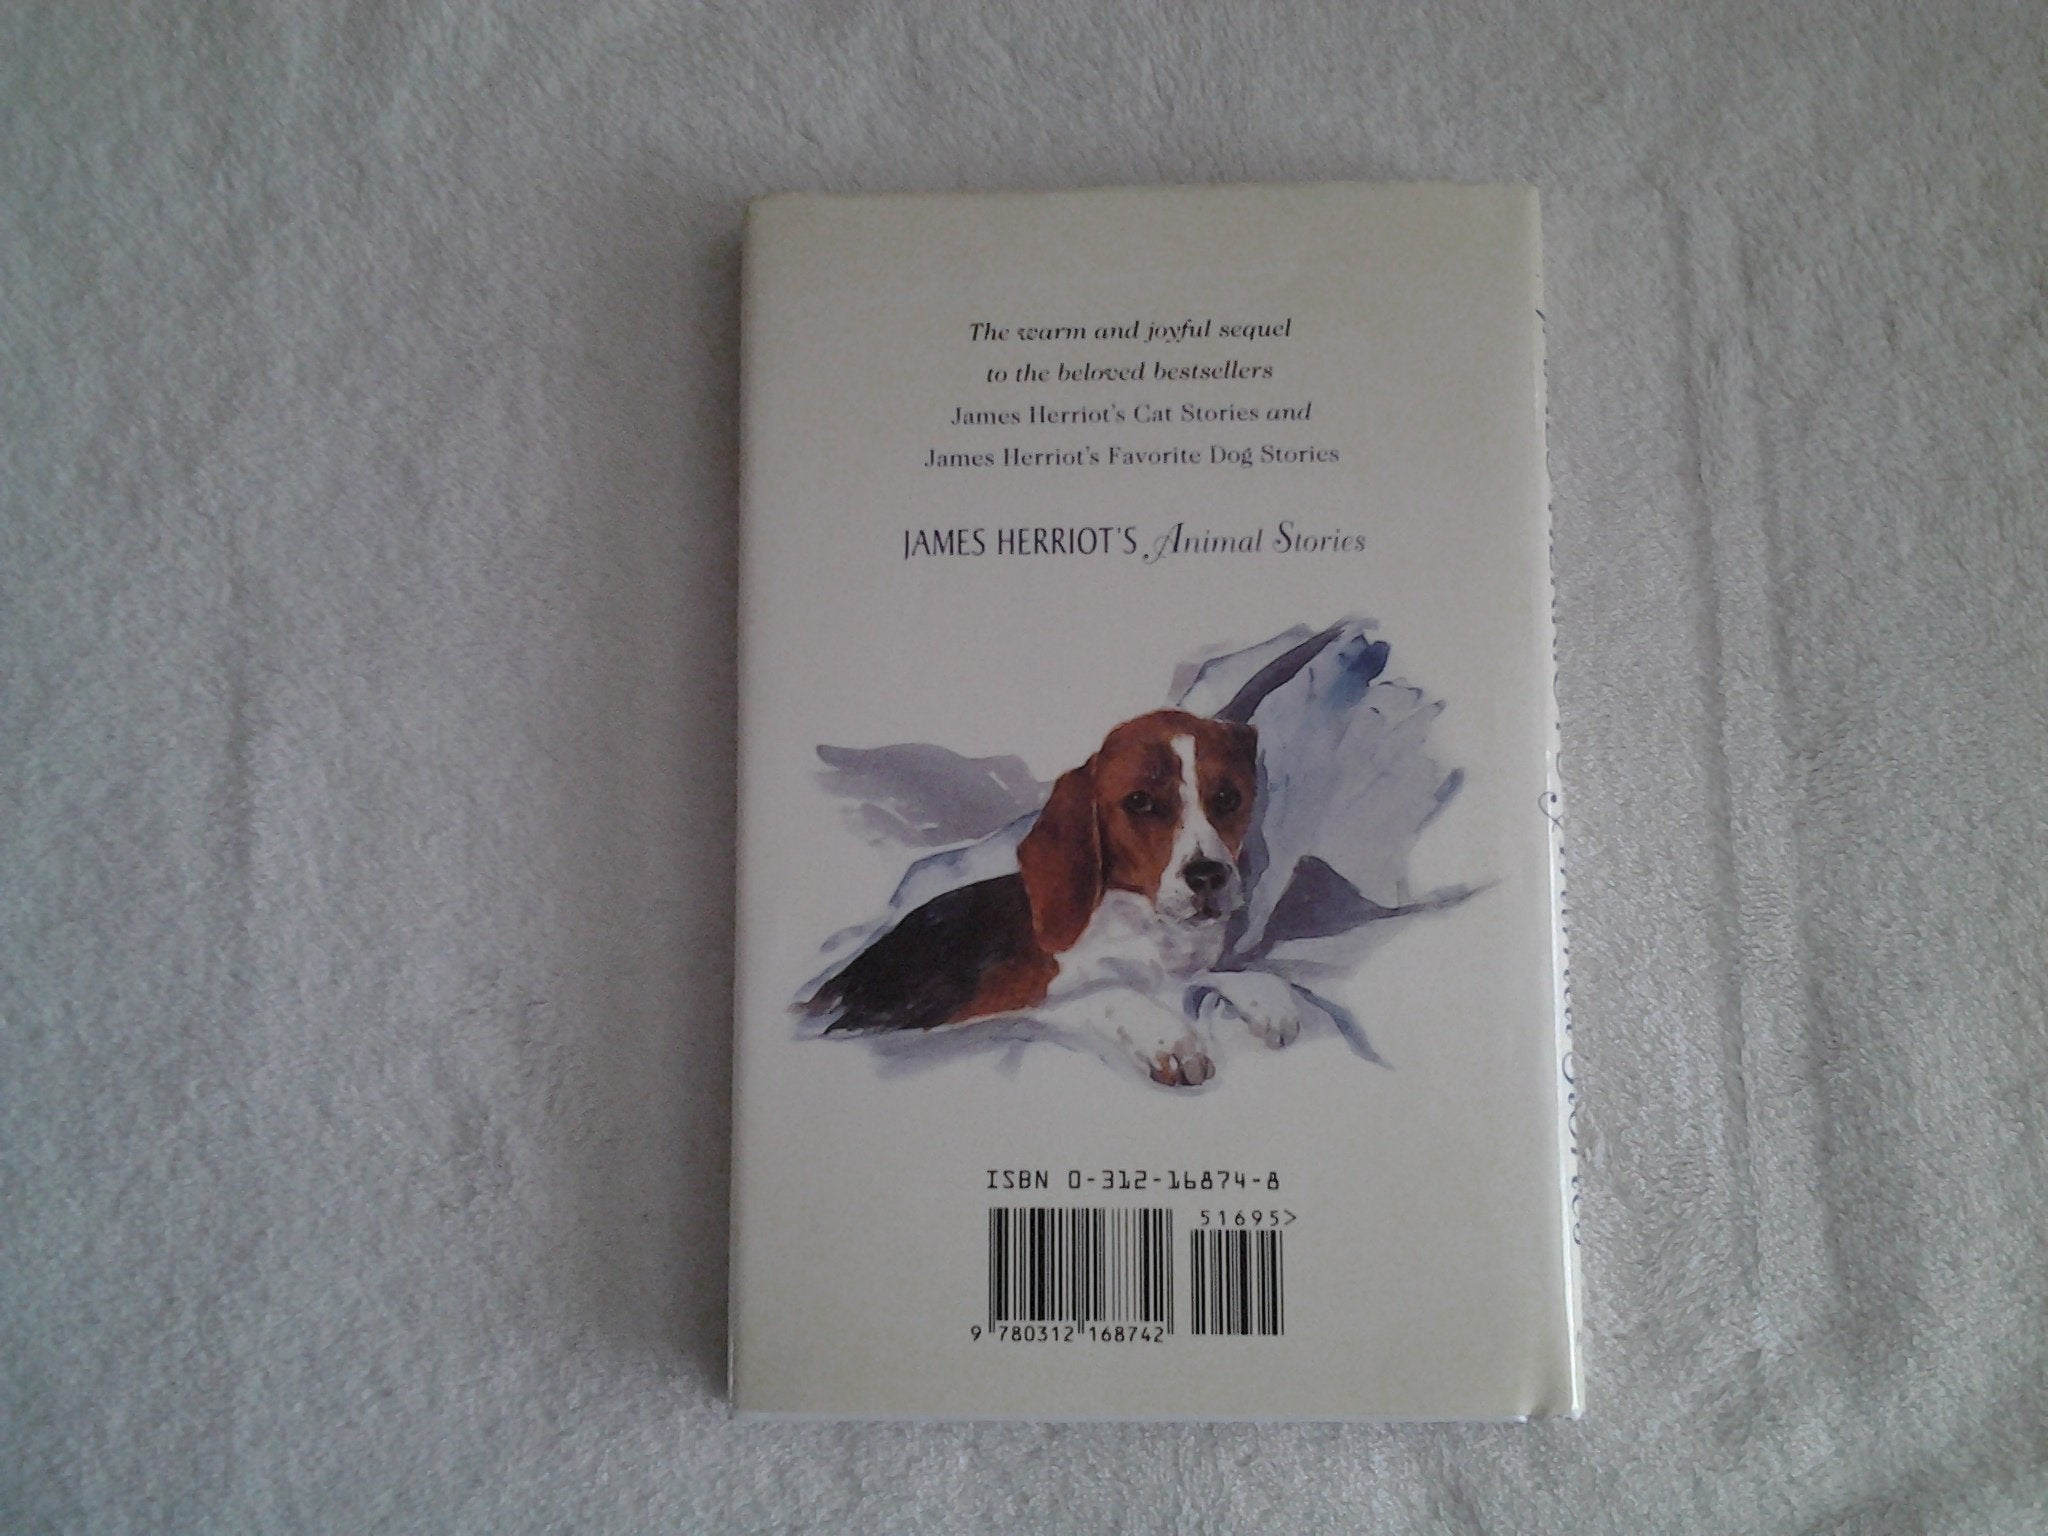 The warm and joyful sequel
to the beloved bestsellers
James Herriot's Cat Stories and
James Herriot's Favorite Dog Stories
JAMES HERRIOT'S Animal Stories
ISBN 0-312-16874-8
51695>
9 780312 168742